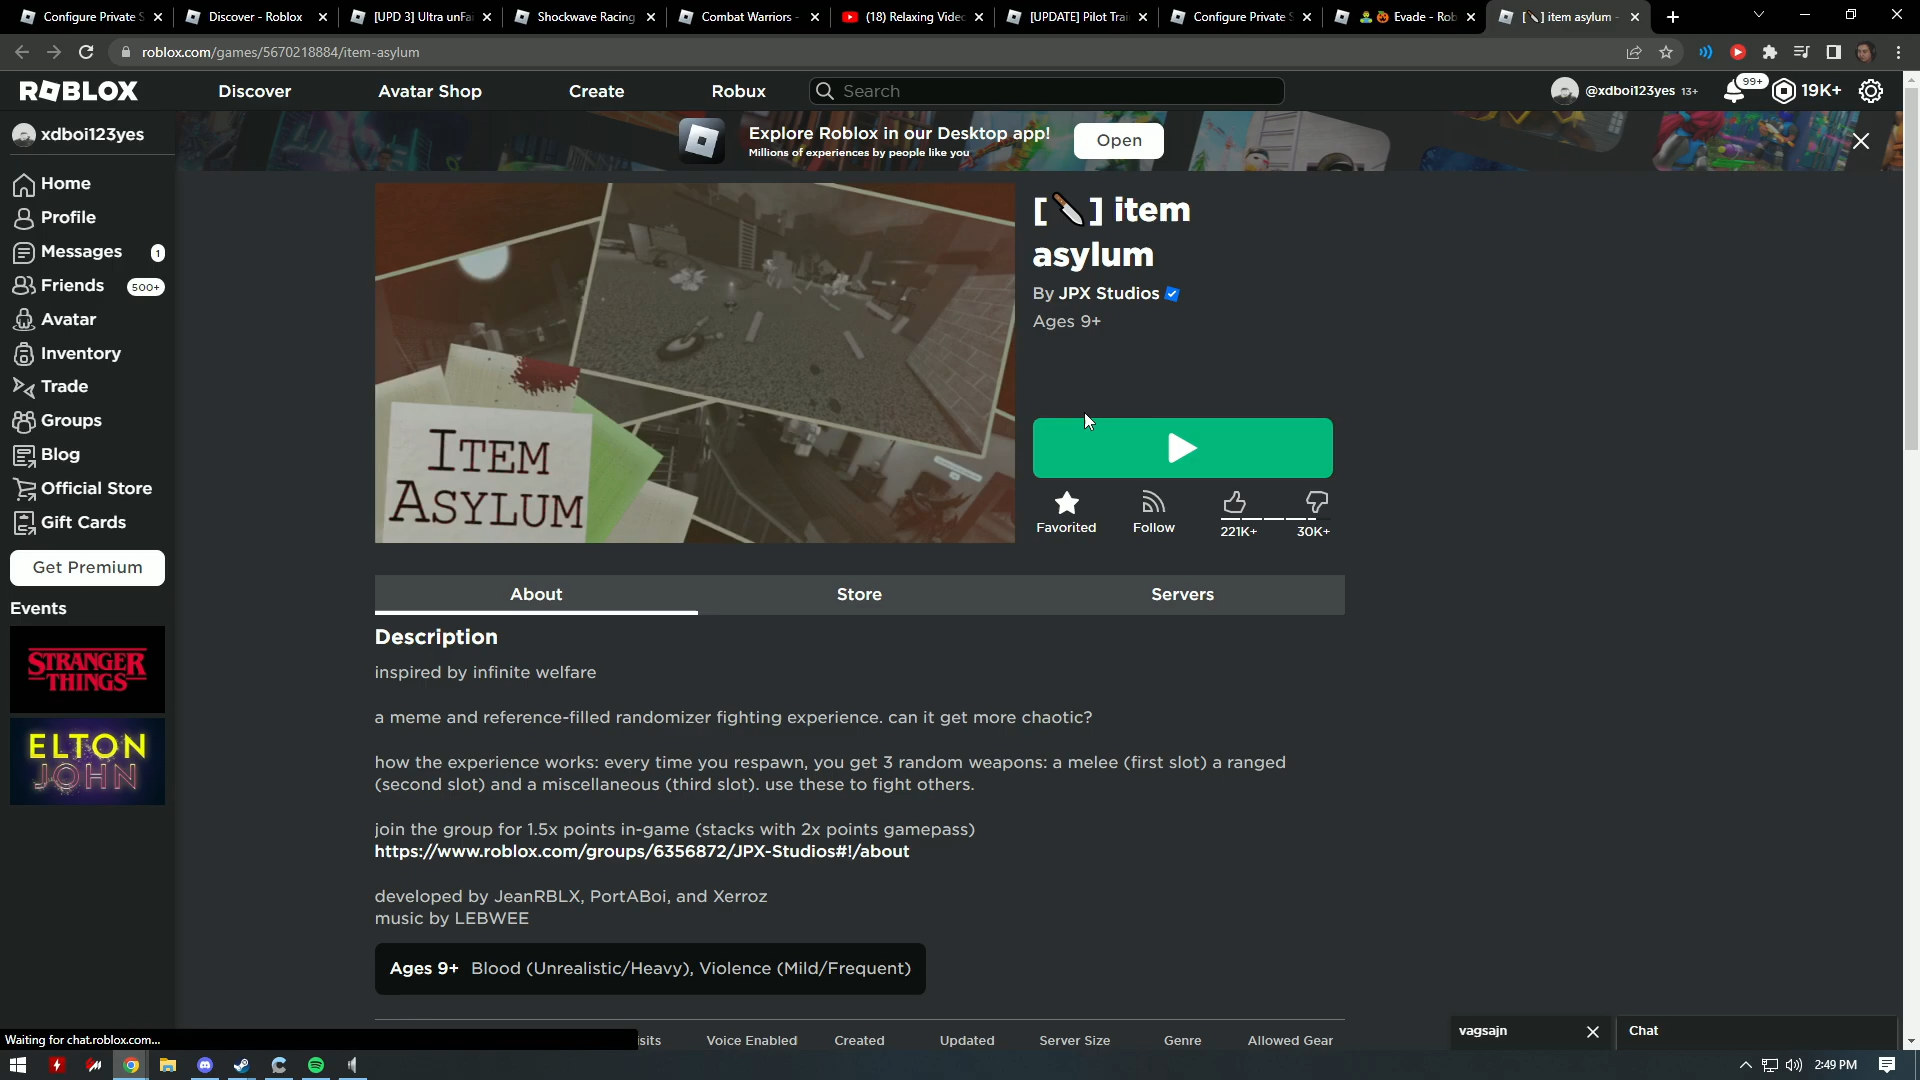 Configure Private S
Discover - Roblox
[UPD 3] Ultra unFai
Shockwave Racing
Combat Warriors -
(18) Relaxing Video
[UPDATE] Pilot Trai
Configure Private S
Evade - Rob
[🔪] item asylum -
roblox.com/games/5670218884/item-asylum
ROBLOX
Discover
Avatar Shop
Create
Robux
Search
@xdboi123yes 13+
99+
19K+
xdboi123yes
Explore Roblox in our Desktop app!
Millions of experiences by people like you
Open
Home
Profile
Messages 1
Friends 500+
Avatar
Inventory
Trade
Groups
Blog
Official Store
Gift Cards
Get Premium
Events
STRANGER
THINGS
ELTON
JOHN
ITEM
ASYLUM
[🔪] item
asylum
By JPX Studios
Ages 9+
Favorited
Follow
221K+
30K+
About
Store
Servers
Description
inspired by infinite welfare
a meme and reference-filled randomizer fighting experience. can it get more chaotic?
how the experience works: every time you respawn, you get 3 random weapons: a melee (first slot) a ranged
(second slot) and a miscellaneous (third slot). use these to fight others.
join the group for 1.5x points in-game (stacks with 2x points gamepass)
https://www.roblox.com/groups/6356872/JPX-Studios#!/about
developed by JeanRBLX, PortABoi, and Xerroz
music by LEBWEE
Ages 9+ Blood (Unrealistic/Heavy), Violence (Mild/Frequent)
isits
Voice Enabled
Created
Updated
Server Size
Genre
Allowed Gear
Waiting for chat.roblox.com...
vagsajn
Chat
2:49 PM